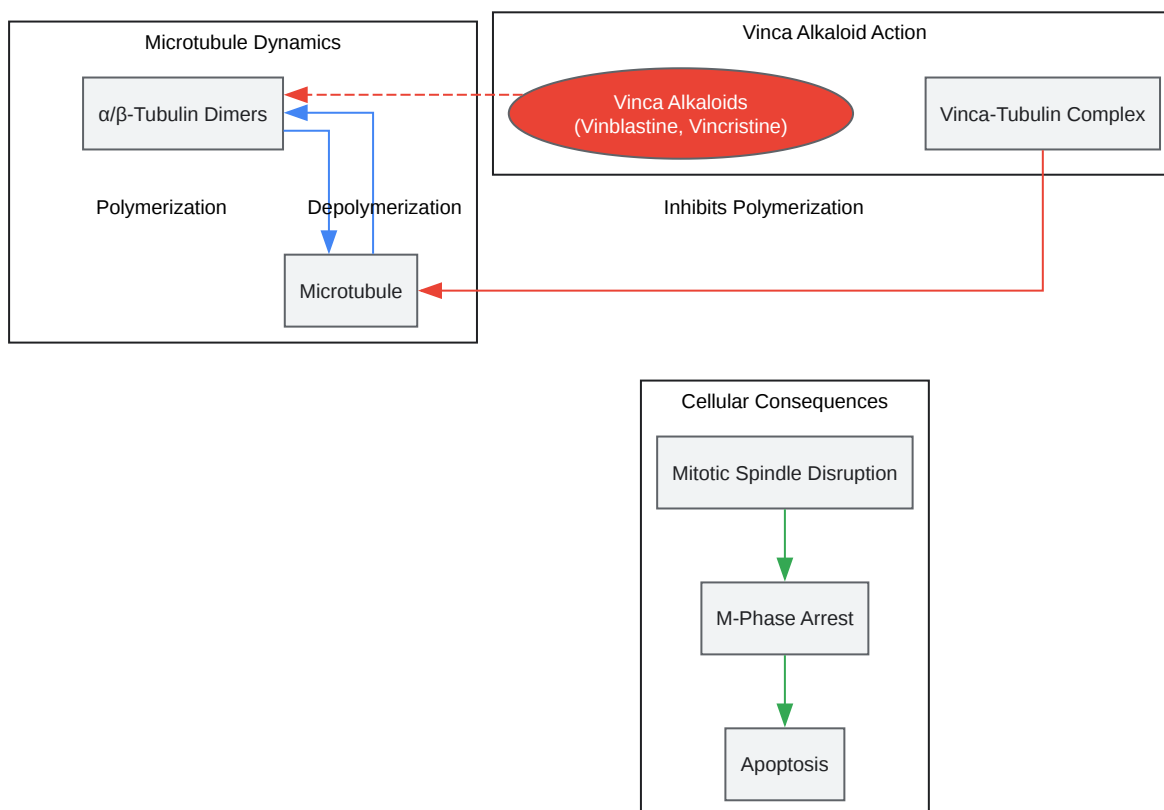 Microtubule Dynamics
α/β-Tubulin Dimers
Polymerization
Depolymerization
Microtubule
Vinca Alkaloid Action
Vinca Alkaloids
(Vinblastine, Vincristine)
Vinca-Tubulin Complex
Inhibits Polymerization
Cellular Consequences
Mitotic Spindle Disruption
M-Phase Arrest
Apoptosis